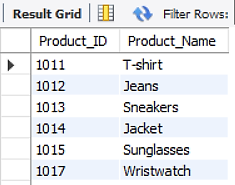 Result Grid Filter Rows:
Product_ID Product_Name
1011 T-shirt
1012 Jeans
1013 Sneakers
1014 Jacket
1015 Sunglasses
1017 Wristwatch